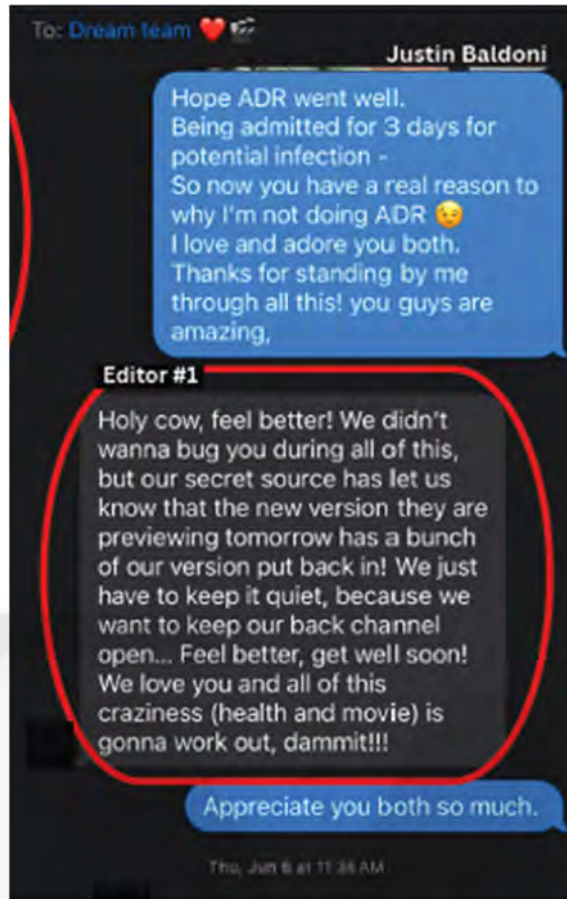 To: Dream team ❤️🎬
Justin Baldoni
Hope ADR went well.
Being admitted for 3 days for
potential infection -
So now you have a real reason to
why I'm not doing ADR 😉
I love and adore you both.
Thanks for standing by me
through all this! you guys are
amazing,
Editor #1
Holy cow, feel better! We didn't
wanna bug you during all of this,
but our secret source has let us
know that the new version they are
previewing tomorrow has a bunch
of our version put back in! We just
have to keep it quiet, because we
want to keep our back channel
open... Feel better, get well soon!
We love you and all of this
craziness (health and movie) is
gonna work out, dammit!!!
Appreciate you both so much.
Thu, Jun 6 at 11:36 AM